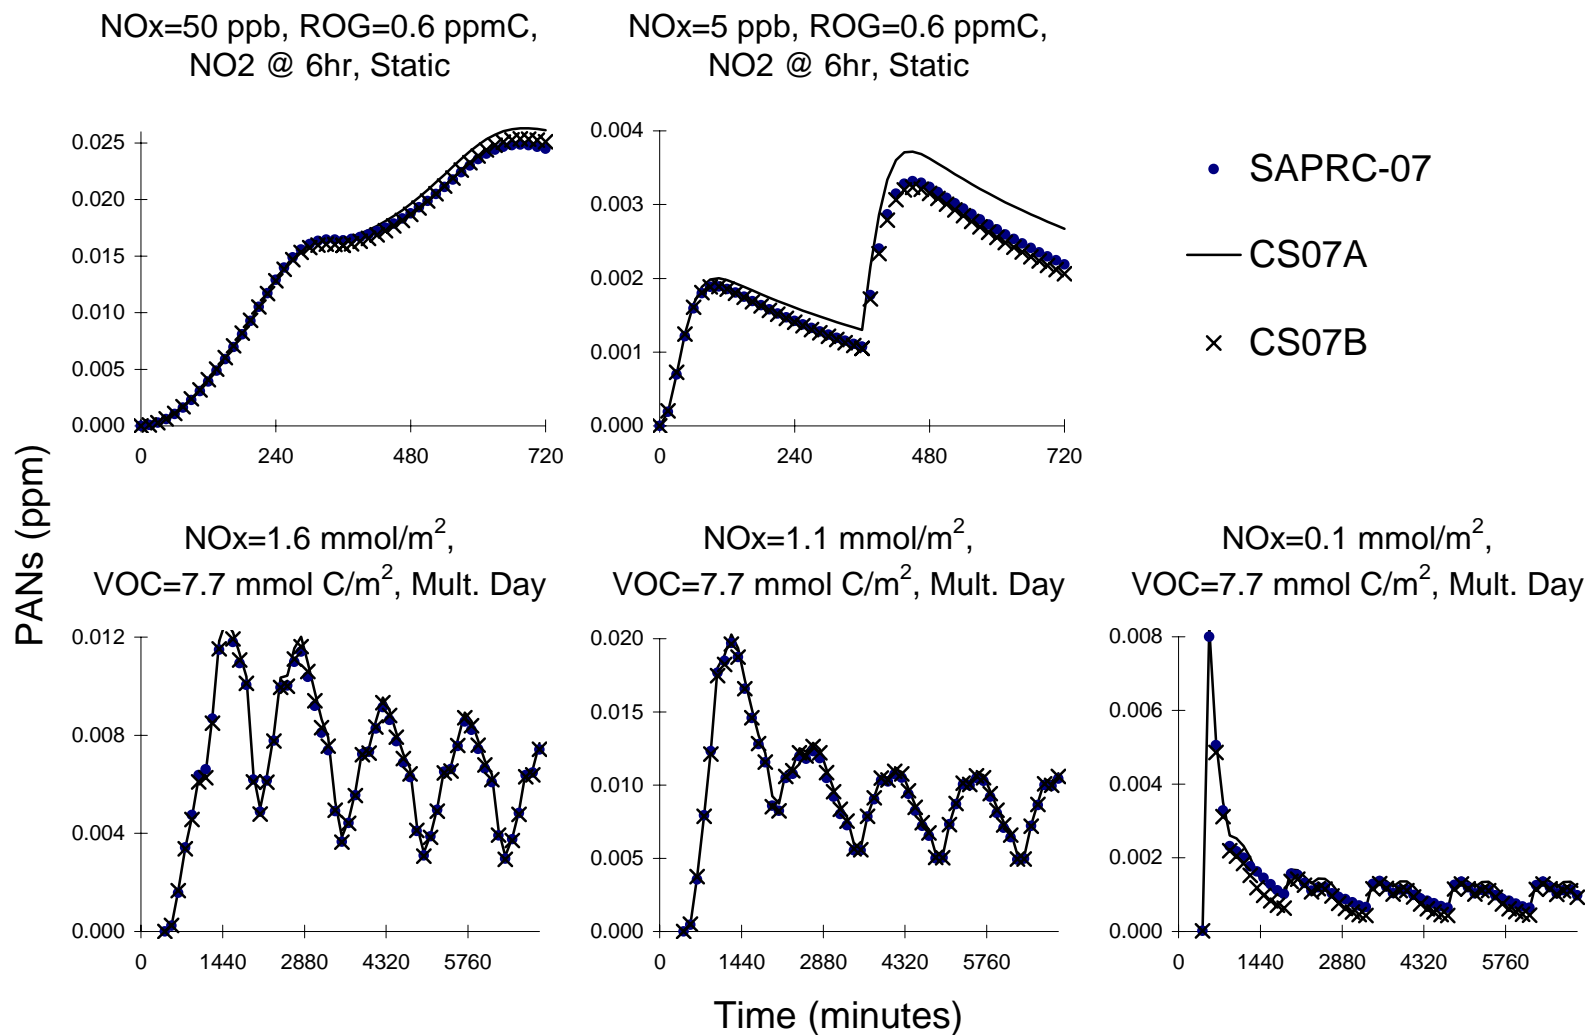 NOx=50 ppb, ROG=0.6 ppmC,
NO2 @ 6hr, Static
NOx=5 ppb, ROG=0.6 ppmC,
NO2 @ 6hr, Static
0.025
0.020
0.015
0.010
0.005
0.000
0 240 480 720
0.004
0.003
0.002
0.001
0.000
0 240 480 720
SAPRC-07
CS07A
CS07B
PANs (ppm)
NOx=1.6 mmol/m²,
VOC=7.7 mmol C/m², Mult. Day
0.012
0.008
0.004
0.000
0 1440 2880 4320 5760
NOx=1.1 mmol/m²,
VOC=7.7 mmol C/m², Mult. Day
0.020
0.015
0.010
0.005
0.000
0 1440 2880 4320 5760
NOx=0.1 mmol/m²,
VOC=7.7 mmol C/m², Mult. Day
0.008
0.006
0.004
0.002
0.000
0 1440 2880 4320 5760
Time (minutes)